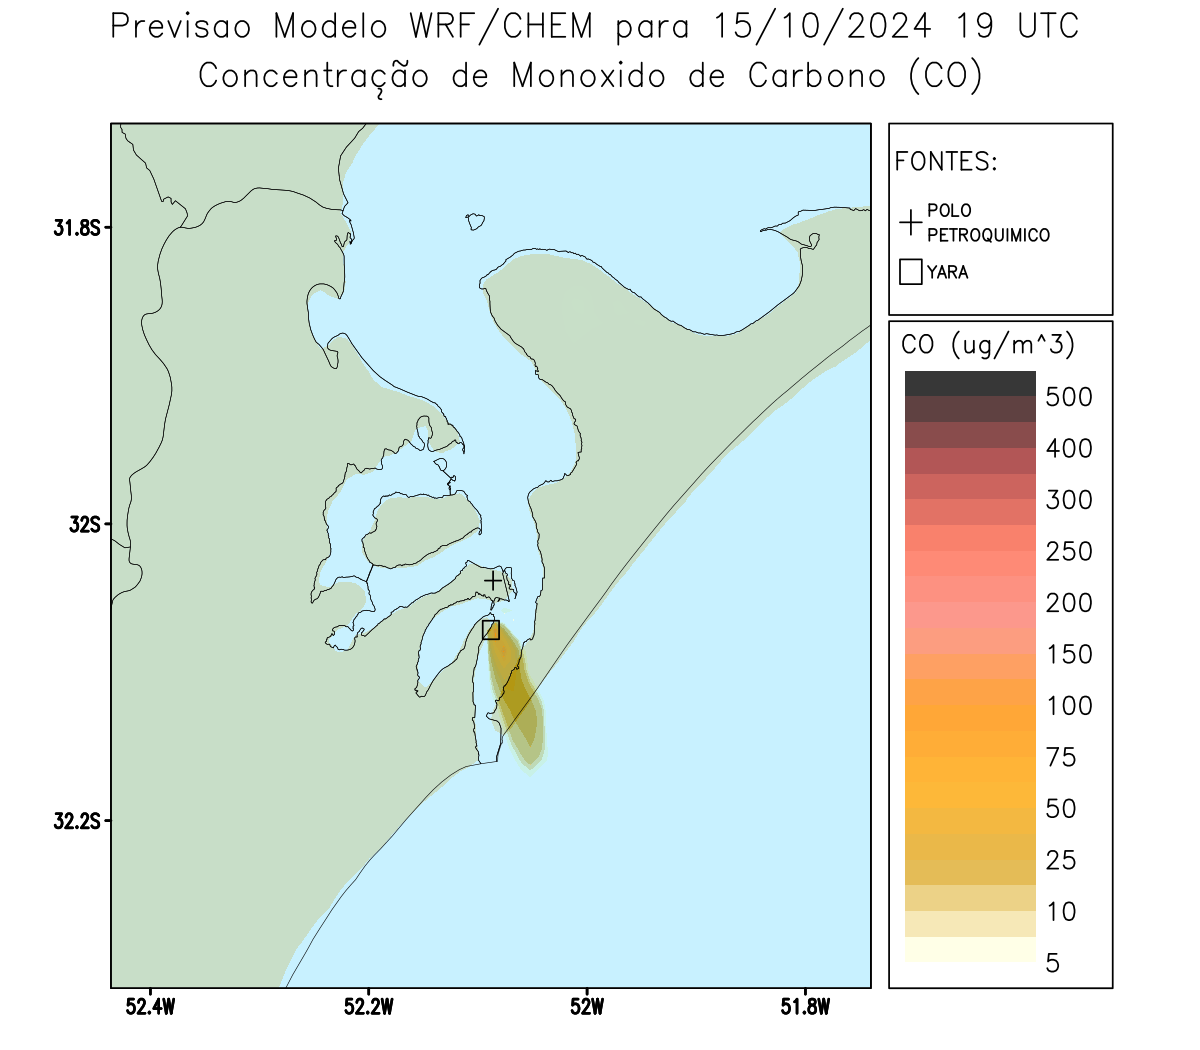 Previsao Modelo WRF/CHEM para 15/10/2024 19 UTC
Concentração de Monoxido de Carbono (CO)
FONTES:
POLO
PETROQUIMICO
YARA
CO (ug/m^3)
500
400
300
250
200
150
100
75
50
25
10
5
31.8S
32S
32.2S
52.4W
52.2W
52W
51.8W